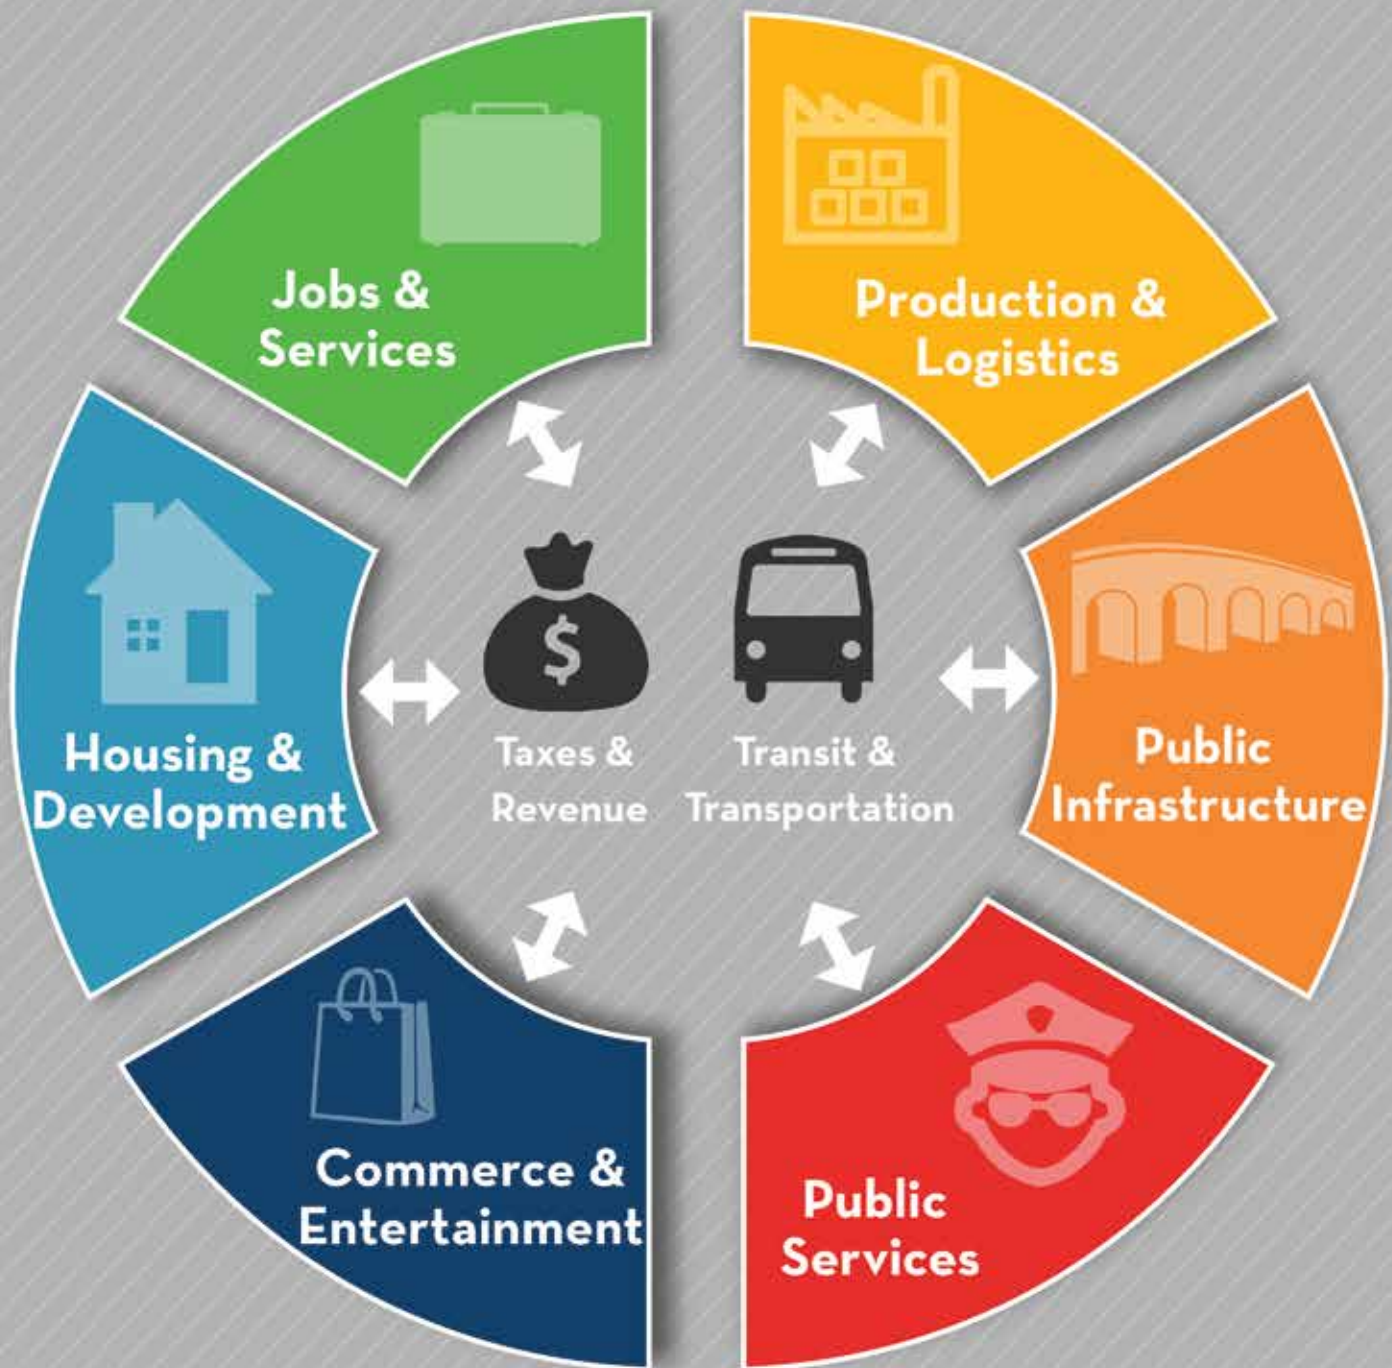 Jobs &
Services
Production &
Logistics
Housing &
Development
$
Taxes &
Revenue
Transit &
Transportation
Public
Infrastructure
Commerce &
Entertainment
Public
Services